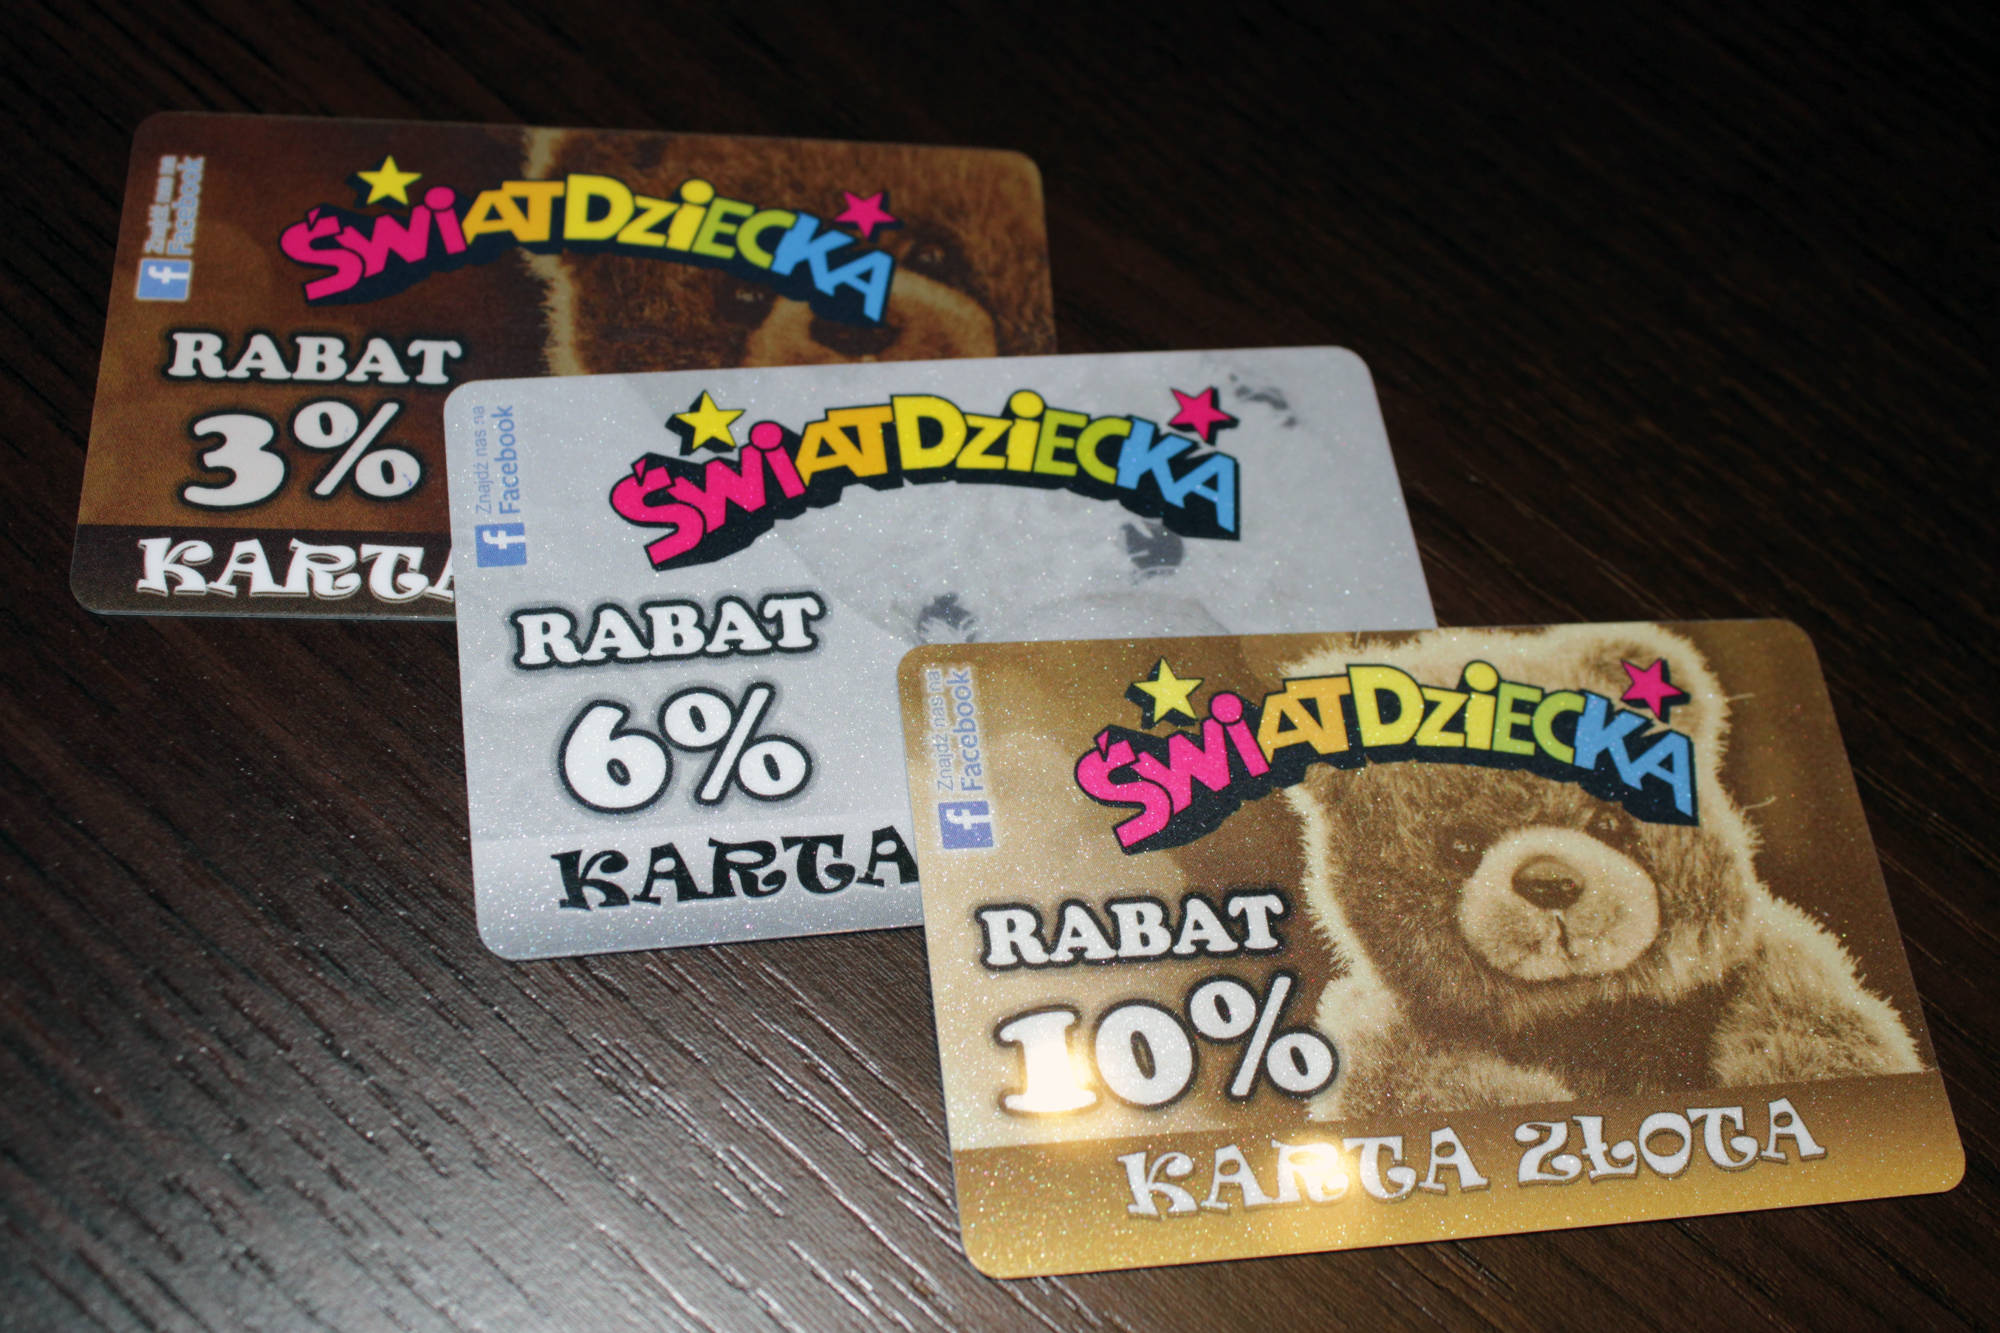 Znajdź nas na
Facebook
ŚWiATDZiECKA
RABAT
3%
KARTA
Znajdź nas na
Facebook
ŚWiATDZiECKA
RABAT
6%
KARTA
Znajdź nas na
Facebook
ŚWiATDZiECKA
RABAT
10%
KARTA ZŁOTA